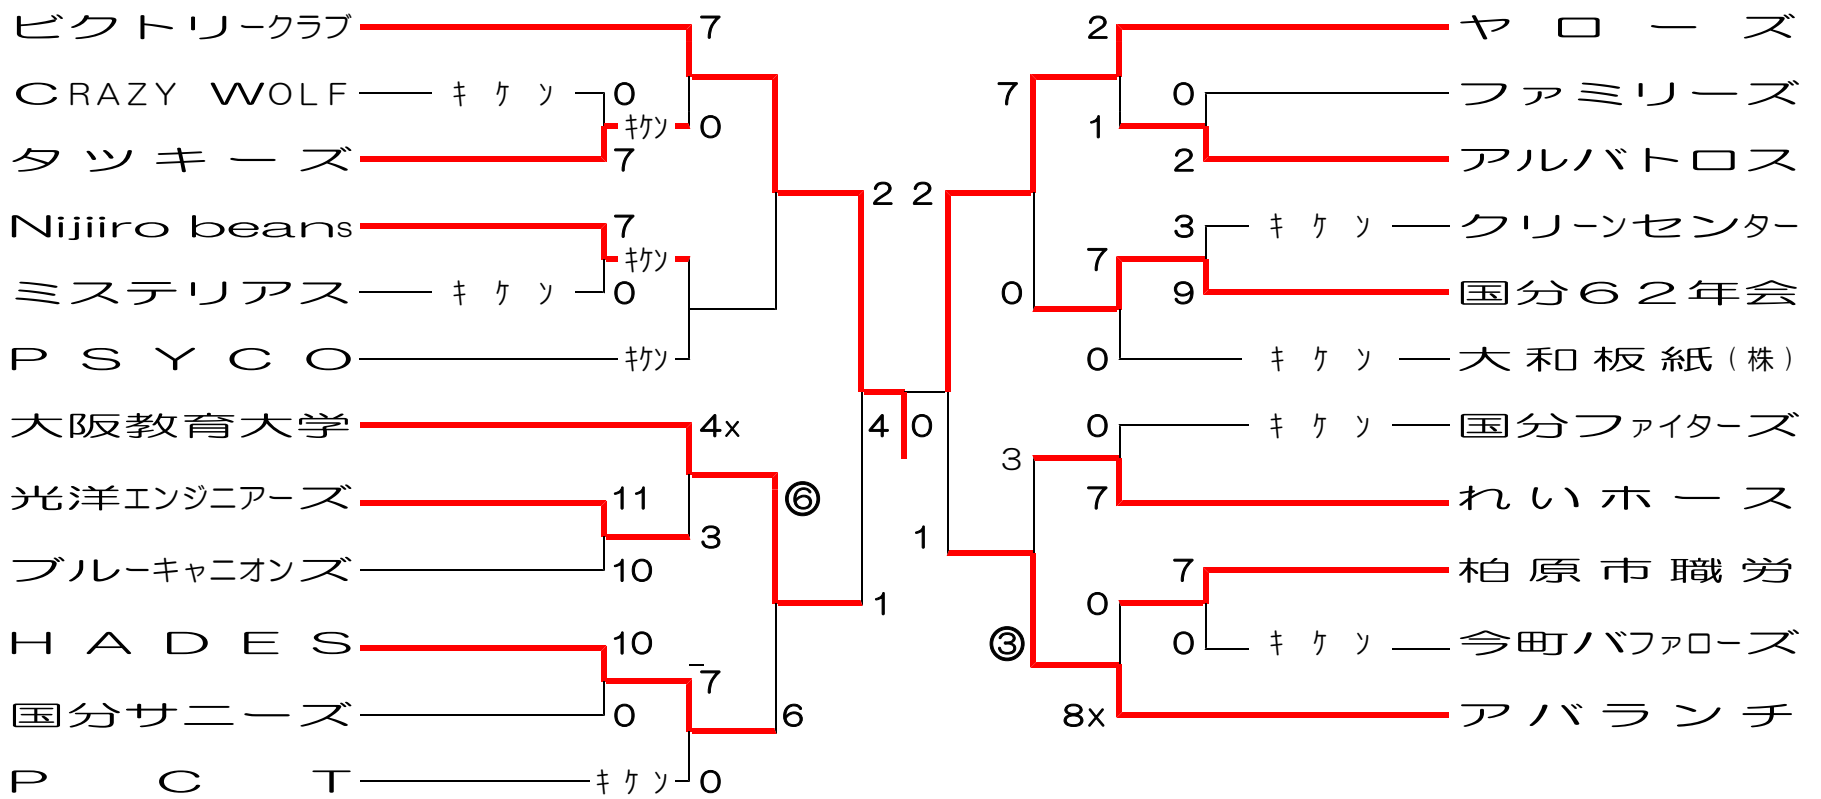 ビクトリークラブ 7 2 ヤローズ
CRAZY WOLF キケン 0 7 0 ファミリーズ
キケン 0 1
タツキーズ 7 2 アルバトロス
2 2
Nijiiro beans 7 3 キケン クリーンセンター
キケン 7
ミステリアス キケン 0 0 9 国分62年会
PSYCO キケン 0 キケン 大和板紙(株)
大阪教育大学 4x 4 0 0 キケン 国分ファイターズ
3
光洋エンジニアーズ 11 ⑥ 7 れいホース
3 1
ブルーキャニオンズ 10 7 柏原市職労
1 0
HADES 10 ③ 0 キケン 今町バファローズ
7
国分サニーズ 0 6 8x アバランチ
PCT キケン 0